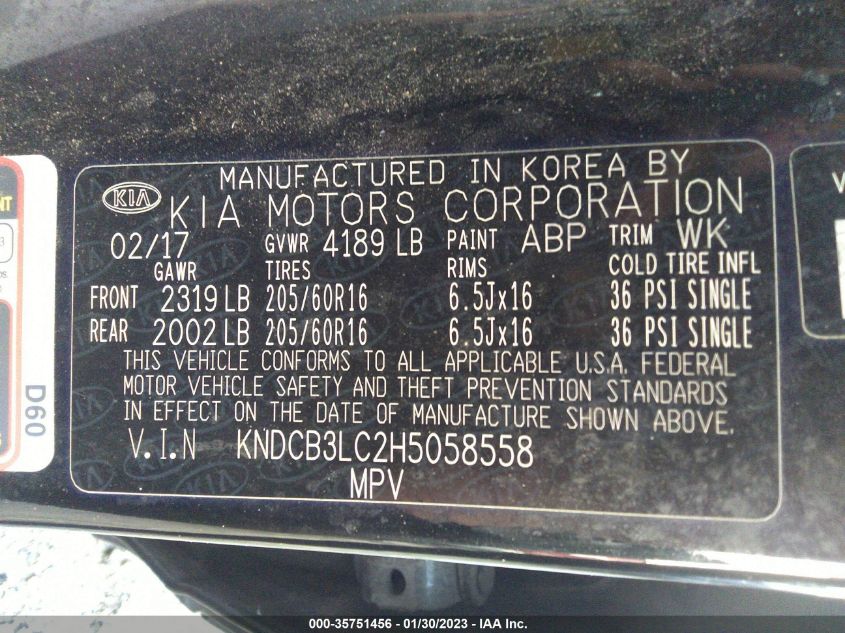 MANUFACTURED IN KOREA BY
KIA KIA MOTORS CORPORATION
02/17 GVWR 4189 LB PAINT ABP TRIM WK
GAWR TIRES RIMS COLD TIRE INFL
FRONT 2319 LB 205/60R16 6.5Jx16 36 PSI SINGLE
REAR 2002 LB 205/60R16 6.5Jx16 36 PSI SINGLE
THIS VEHICLE CONFORMS TO ALL APPLICABLE U.S.A. FEDERAL
MOTOR VEHICLE SAFETY AND THEFT PREVENTION STANDARDS
IN EFFECT ON THE DATE OF MANUFACTURE SHOWN ABOVE.
V.I.N KNDCB3LC2H5058558
MPV
D60
000-35751456 - 01/30/2023 - IAA Inc.